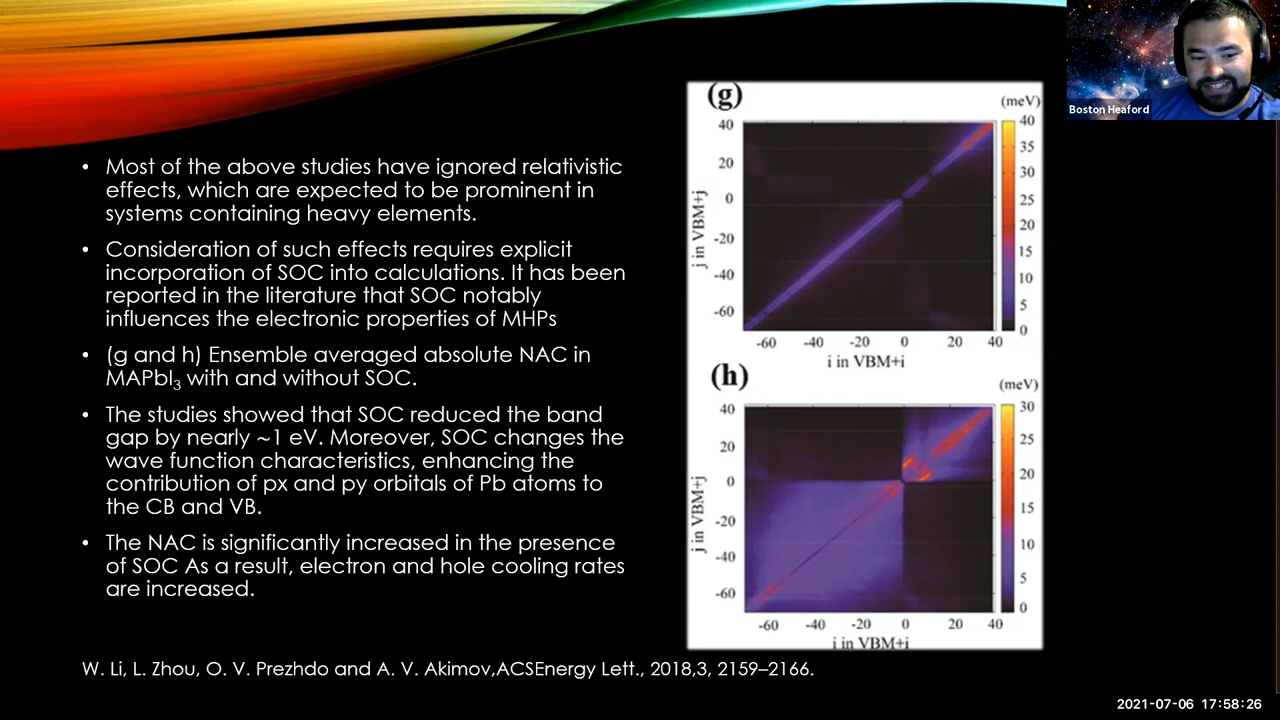 Boston Heaford
• Most of the above studies have ignored relativistic
effects, which are expected to be prominent in
systems containing heavy elements.
• Consideration of such effects requires explicit
incorporation of SOC into calculations. It has been
reported in the literature that SOC notably
influences the electronic properties of MHPs
• (g and h) Ensemble averaged absolute NAC in
MAPbI₃ with and without SOC.
• The studies showed that SOC reduced the band
gap by nearly ~1 eV. Moreover, SOC changes the
wave function characteristics, enhancing the
contribution of px and py orbitals of Pb atoms to
the CB and VB.
• The NAC is significantly increased in the presence
of SOC As a result, electron and hole cooling rates
are increased.
(g)
(meV)
40
20
0
-20
-40
-60
j in VBM+j
-60 -40 -20 0 20 40
i in VBM+i
40
35
30
25
20
15
10
5
0
(h)
(meV)
40
20
0
-20
-40
-60
j in VBM+j
-60 -40 -20 0 20 40
i in VBM+i
30
25
20
15
10
5
0
W. Li, L. Zhou, O. V. Prezhdo and A. V. Akimov,ACSEnergy Lett., 2018,3, 2159–2166.
2021-07-06 17:58:26